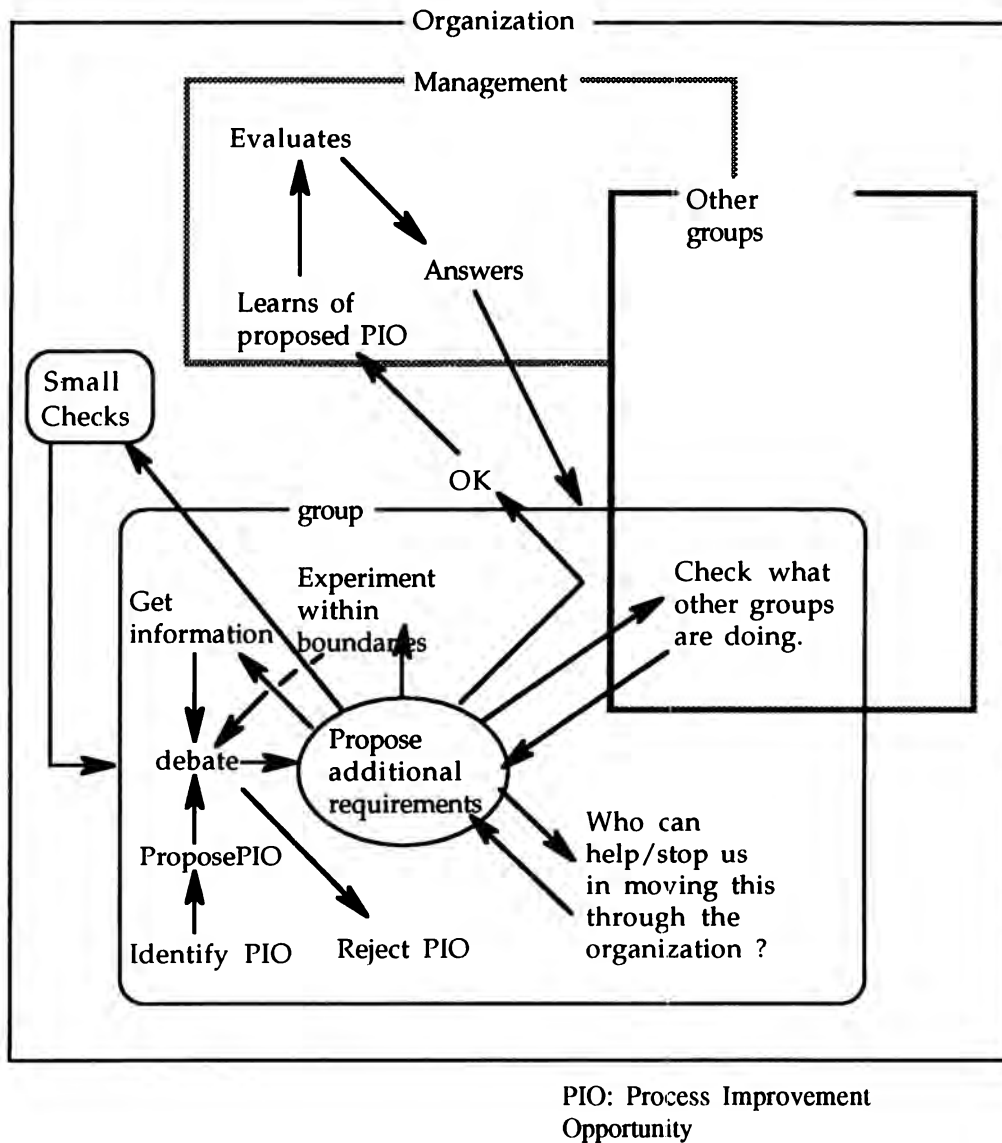 Organization
Management
Evaluates
Other
groups
Answers
Learns of
proposed PIO
Small
Checks
OK
group
Experiment
within
boundaries
Check what
other groups
are doing.
Get
information
debate
Propose
additional
requirements
ProposePIO
Who can
help/stop us
in moving this
through the
organization ?
Identify PIO
Reject PIO
PIO: Process Improvement
Opportunity